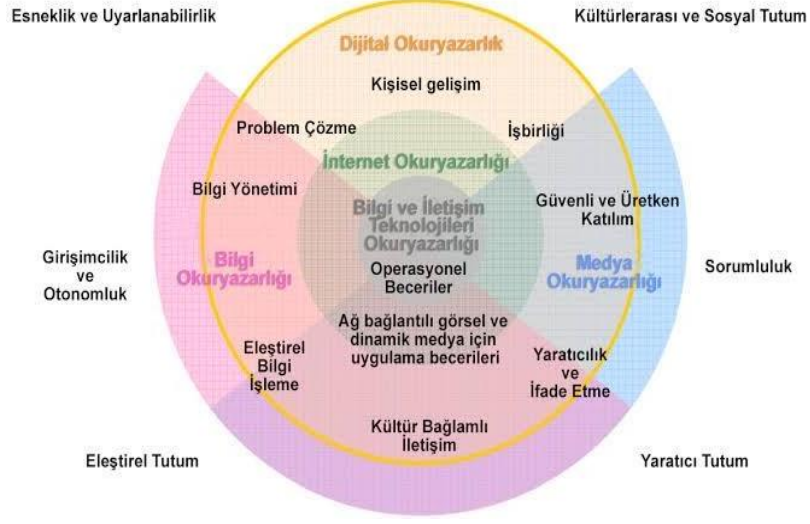 Esneklik ve Uyarlanabilirlik
Kültürlerarası ve Sosyal Tutum
Dijital Okuryazarlık
Kişisel gelişim
Problem Çözme
İşbirliği
İnternet Okuryazarlığı
Bilgi Yönetimi
Güvenli ve Üretken
Katılım
Bilgi ve İletişim
Teknolojileri
Okuryazarlığı
Girişimcilik
ve
Otonomluk
Bilgi
Okuryazarlığı
Operasyonel
Beceriler
Medya
Okuryazarlığı
Sorumluluk
Ağ bağlantılı görsel ve
dinamik medya için
uygulama becerileri
Eleştirel
Bilgi
İşleme
Yaratıcılık
ve
İfade Etme
Kültür Bağlamlı
İletişim
Eleştirel Tutum
Yaratıcı Tutum